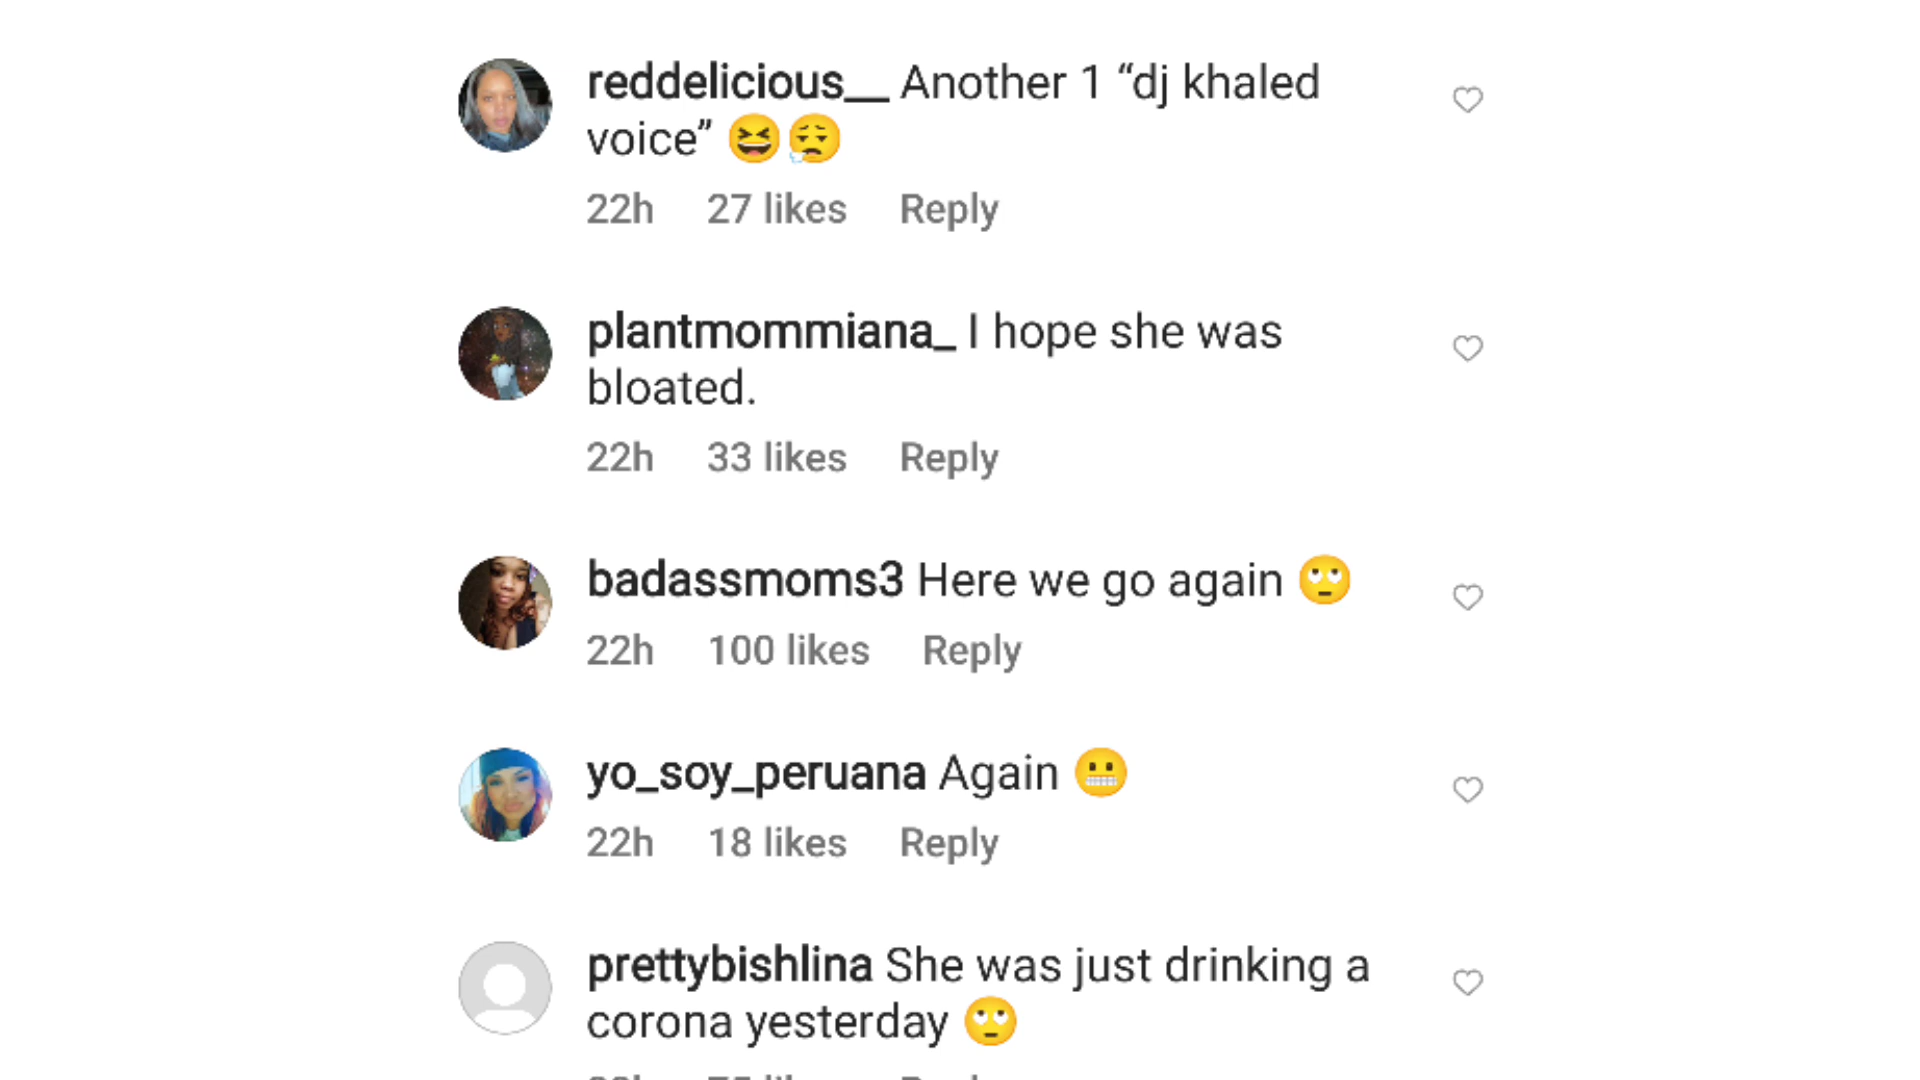 reddelicious__ Another 1 “dj khaled
voice” 😆😮‍💨
22h 27 likes Reply
plantmommiana_ I hope she was
bloated.
22h 33 likes Reply
badassmoms3 Here we go again 🙄
22h 100 likes Reply
yo_soy_peruana Again 😬
22h 18 likes Reply
prettybishlina She was just drinking a
corona yesterday 🙄